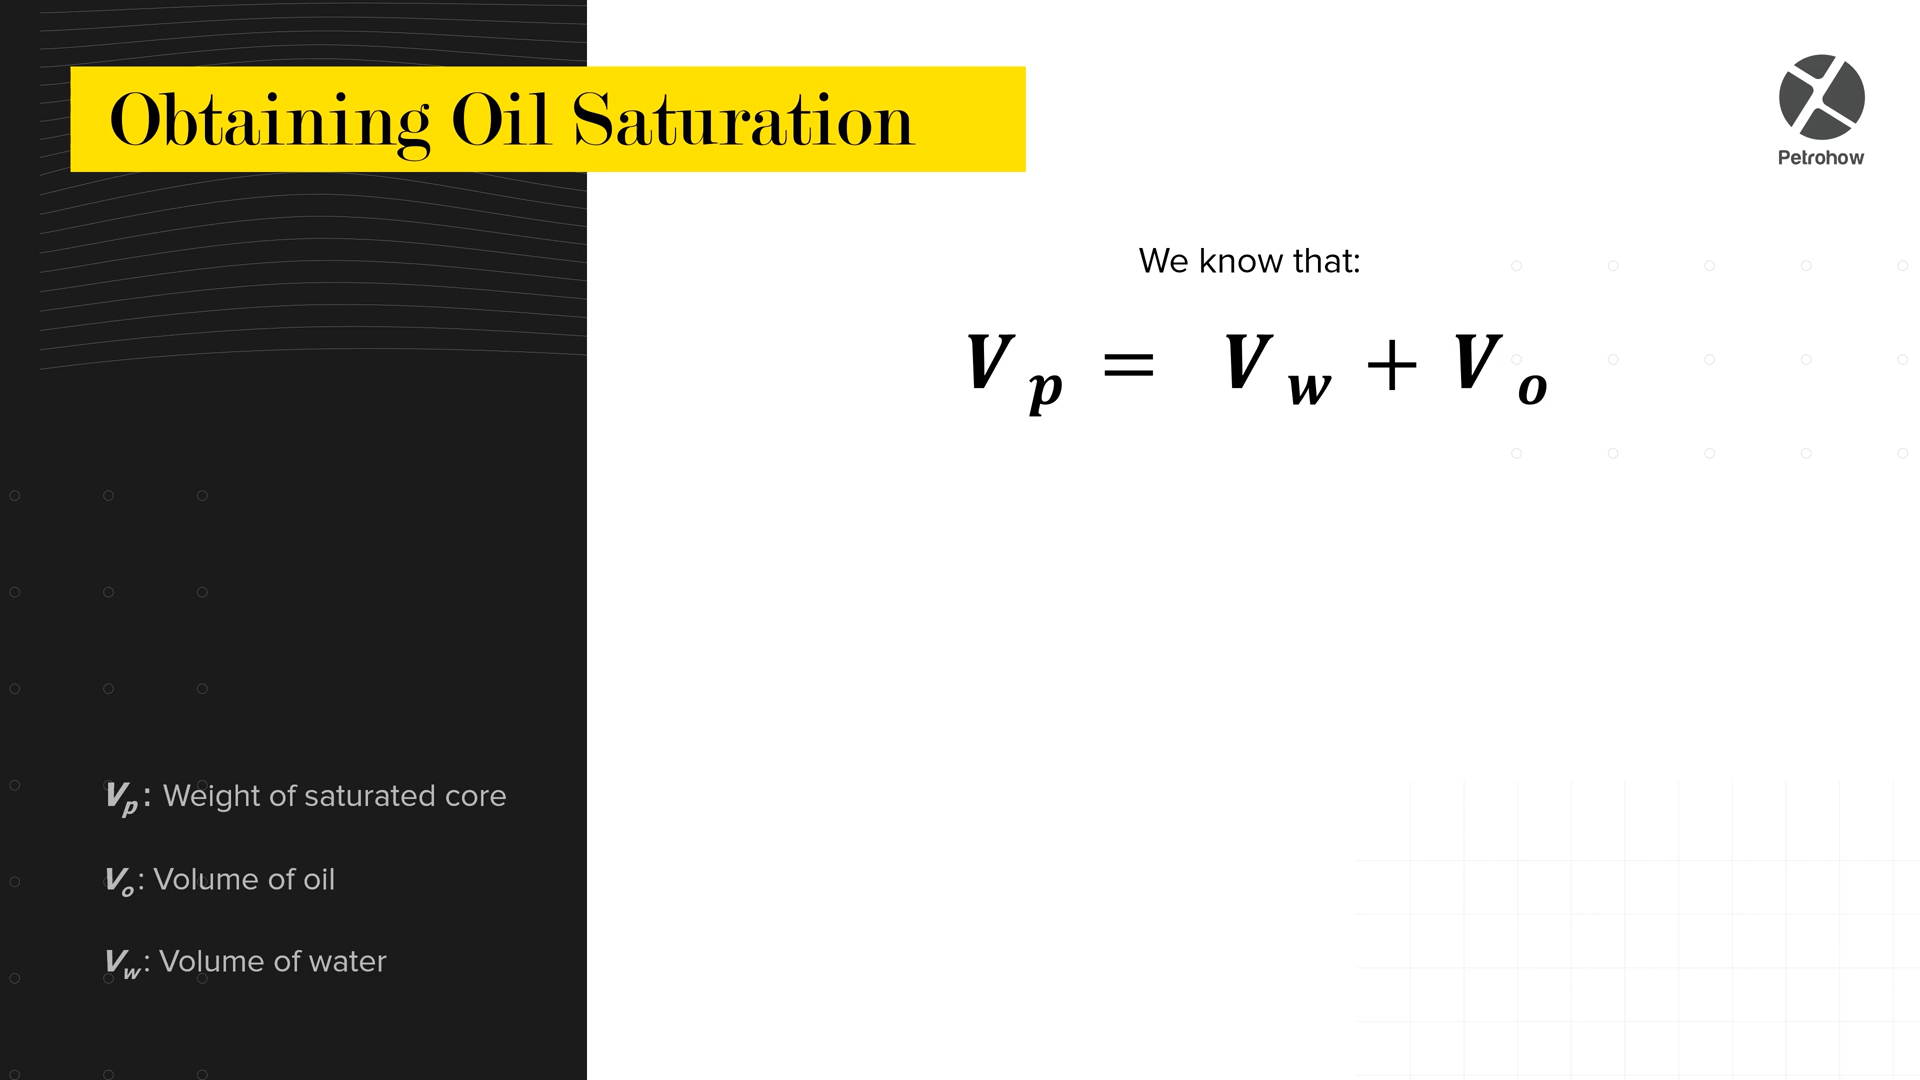 Obtaining Oil Saturation
Petrohow
We know that:
V p = V w + V o
Vp : Weight of saturated core
Vo: Volume of oil
Vw: Volume of water